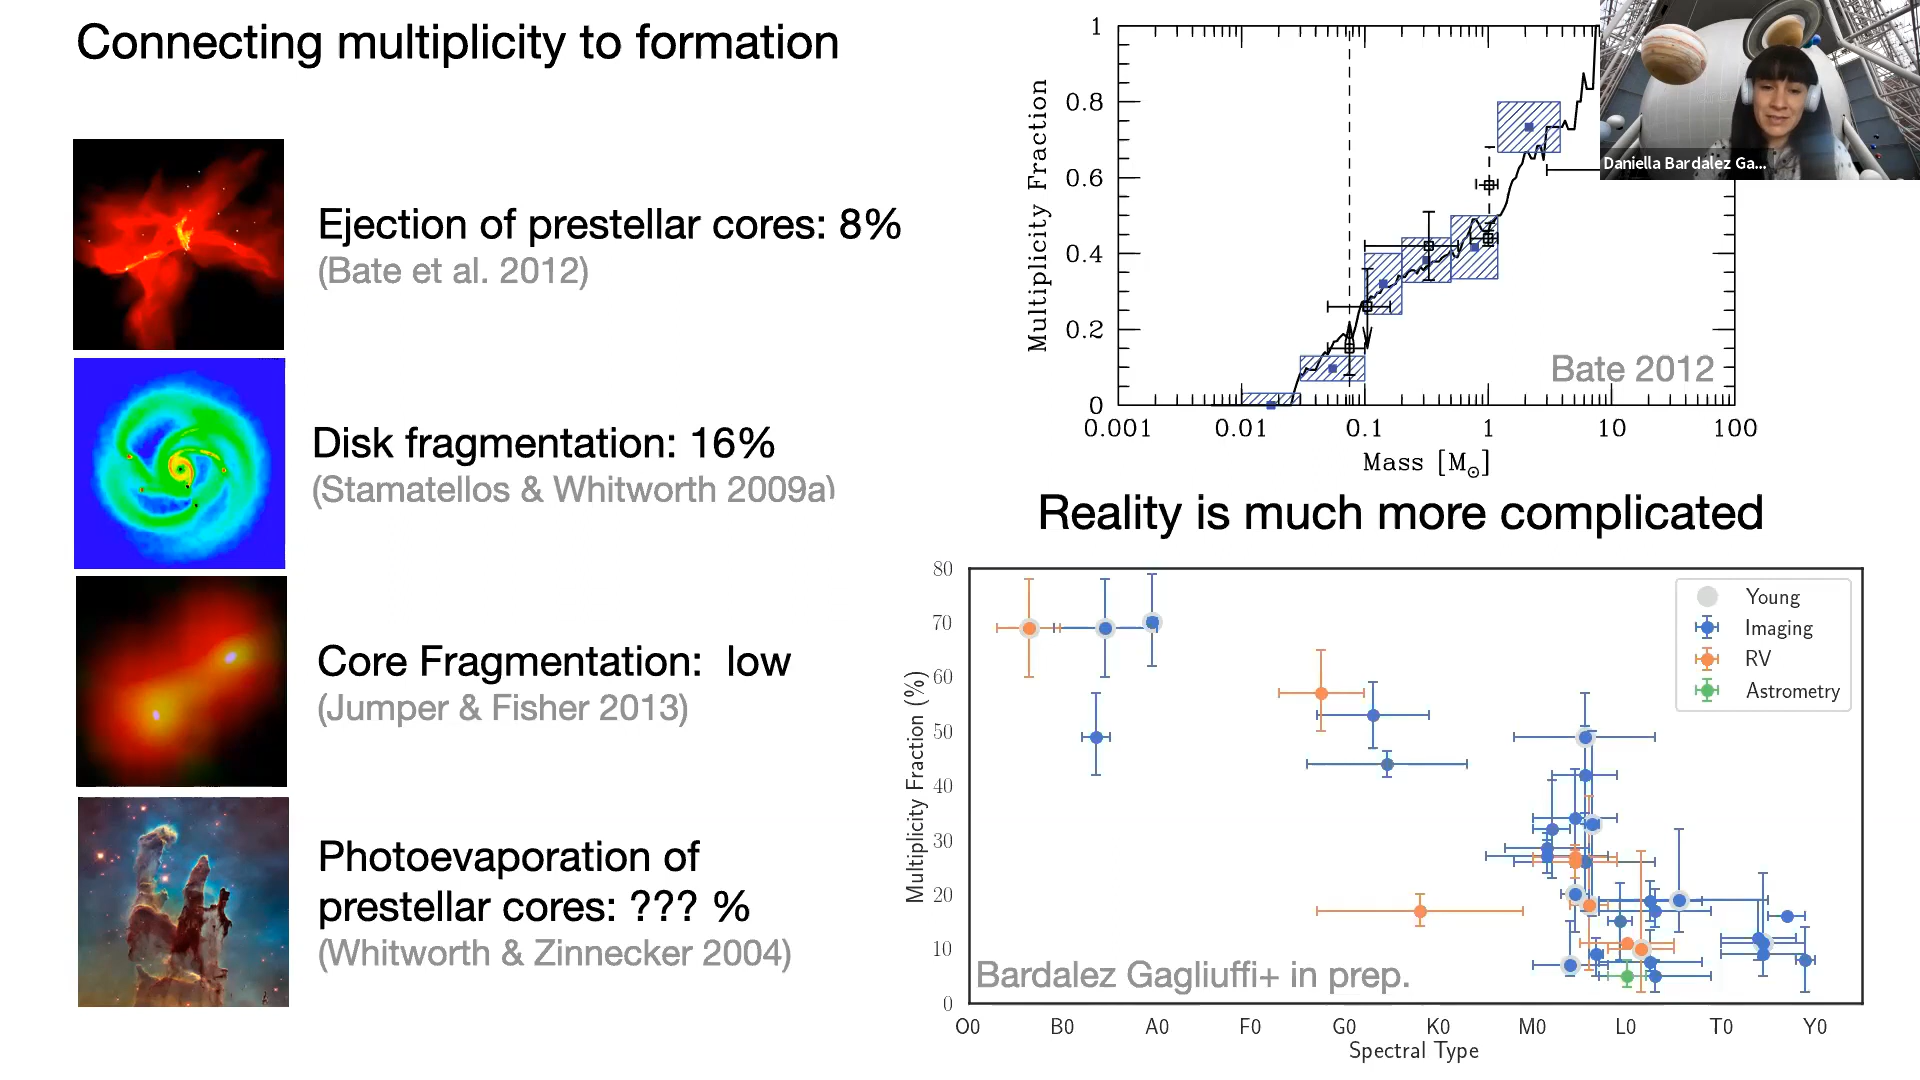 Connecting multiplicity to formation
Ejection of prestellar cores: 8%
(Bate et al. 2012)
Disk fragmentation: 16%
(Stamatellos & Whitworth 2009a)
Core Fragmentation: low
(Jumper & Fisher 2013)
Photoevaporation of
prestellar cores: ??? %
(Whitworth & Zinnecker 2004)
1
0.8
0.6
0.4
0.2
0
Multiplicity Fraction
0.001 0.01 0.1 1 10 100
Mass [M☉]
Bate 2012
Daniella Bardalez Ga...
Reality is much more complicated
80
70
60
50
40
30
20
10
0
Multiplicity Fraction (%)
Young
Imaging
RV
Astrometry
Bardalez Gagliuffi+ in prep.
O0 B0 A0 F0 G0 K0 M0 L0 T0 Y0
Spectral Type